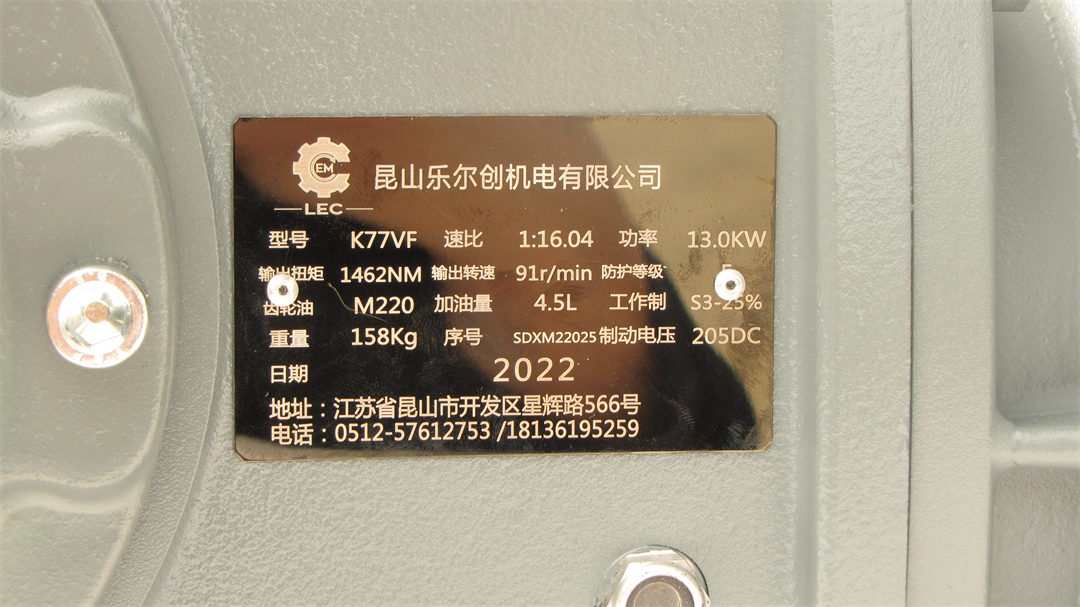 EM
LEC
昆山乐尔创机电有限公司
型号 K77VF 速比 1:16.04 功率 13.0KW
输出扭矩 1462NM 输出转速 91r/min 防护等级
齿轮油 M220 加油量 4.5L 工作制 S3-25%
重量 158Kg 序号 SDXM22025 制动电压 205DC
日期 2022
地址：江苏省昆山市开发区星辉路566号
电话：0512-57612753 /18136195259